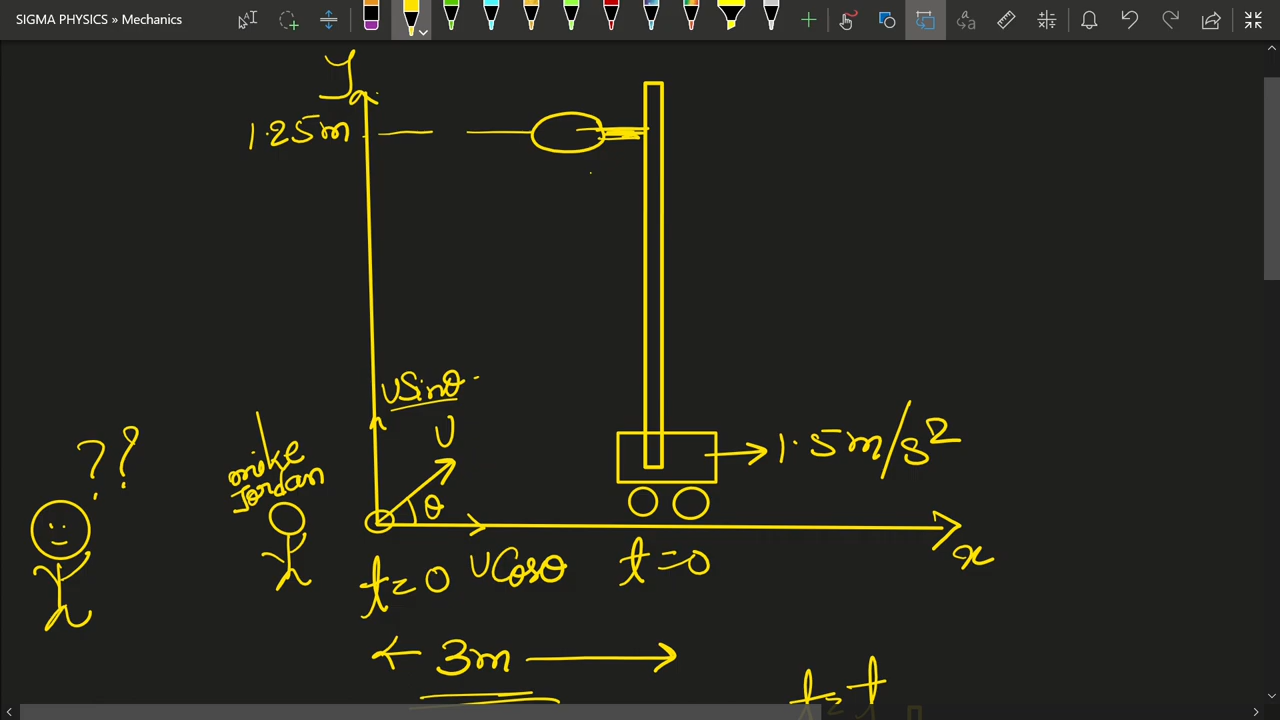 SIGMA PHYSICS » Mechanics
y
1.25m
USinθ
U
θ
1.5m/s²
??
mike
Jordan
t=0
UCosθ
t=0
x
3m
t=t